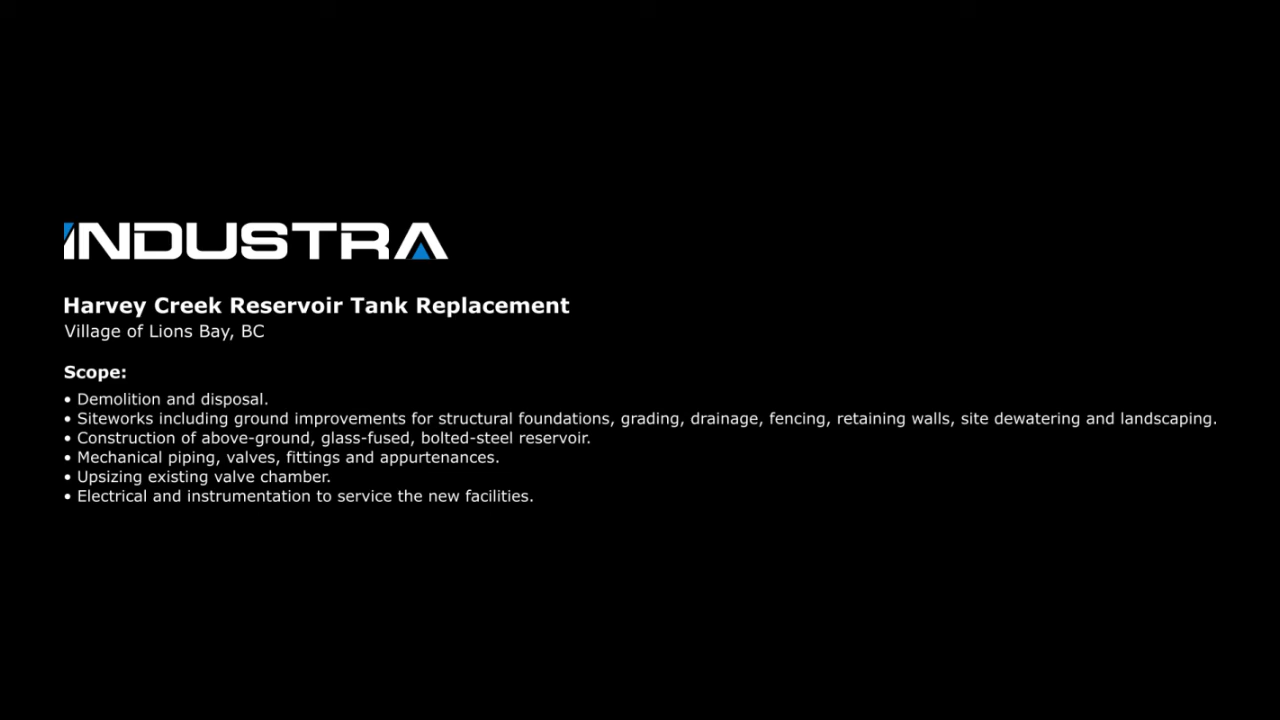 INDUSTRA
Harvey Creek Reservoir Tank Replacement
Village of Lions Bay, BC
Scope:
• Demolition and disposal.
• Siteworks including ground improvements for structural foundations, grading, drainage, fencing, retaining walls, site dewatering and landscaping.
• Construction of above-ground, glass-fused, bolted-steel reservoir.
• Mechanical piping, valves, fittings and appurtenances.
• Upsizing existing valve chamber.
• Electrical and instrumentation to service the new facilities.